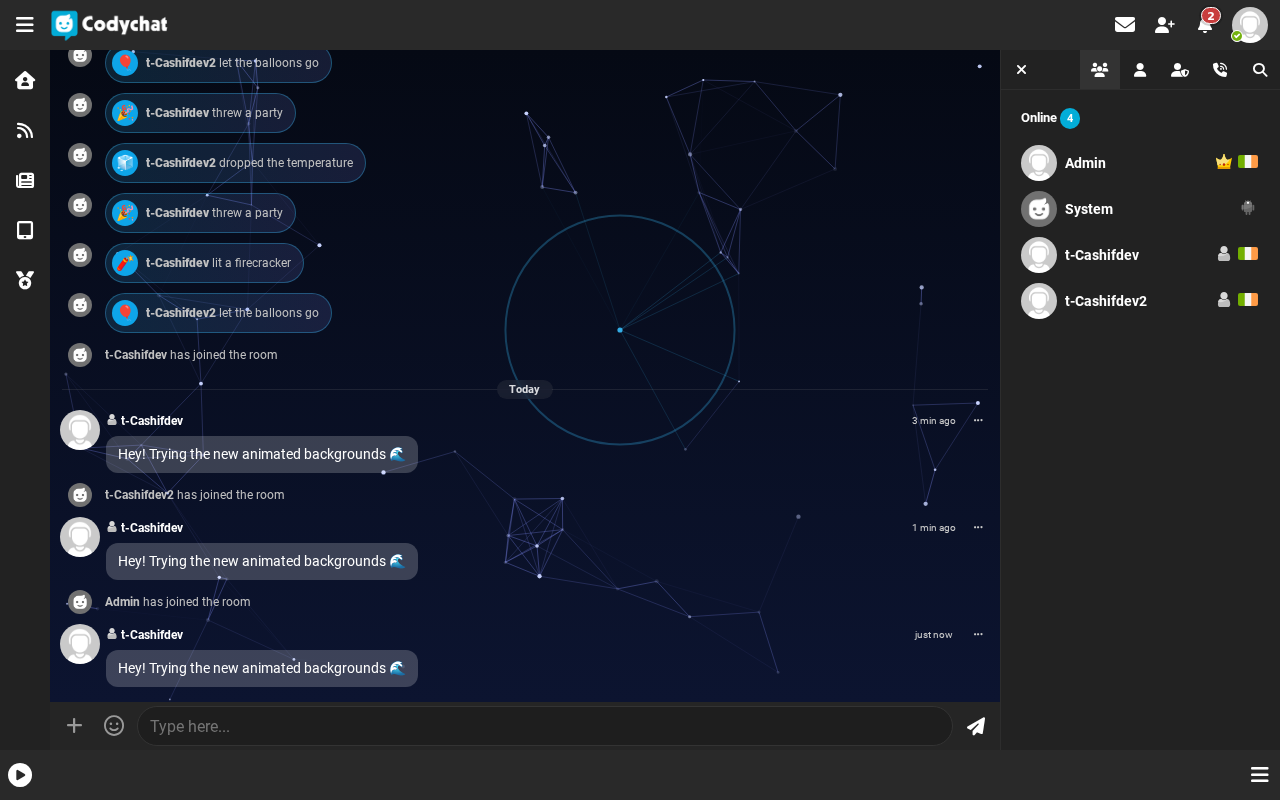 Codychat
2
t-Cashifdev2 let the balloons go
t-Cashifdev threw a party
t-Cashifdev2 dropped the temperature
t-Cashifdev threw a party
t-Cashifdev lit a firecracker
t-Cashifdev2 let the balloons go
t-Cashifdev has joined the room
Today
t-Cashifdev
3 min ago
Hey! Trying the new animated backgrounds 🌊
t-Cashifdev2 has joined the room
t-Cashifdev
1 min ago
Hey! Trying the new animated backgrounds 🌊
Admin has joined the room
t-Cashifdev
just now
Hey! Trying the new animated backgrounds 🌊
Type here...
Online 4
Admin
System
t-Cashifdev
t-Cashifdev2